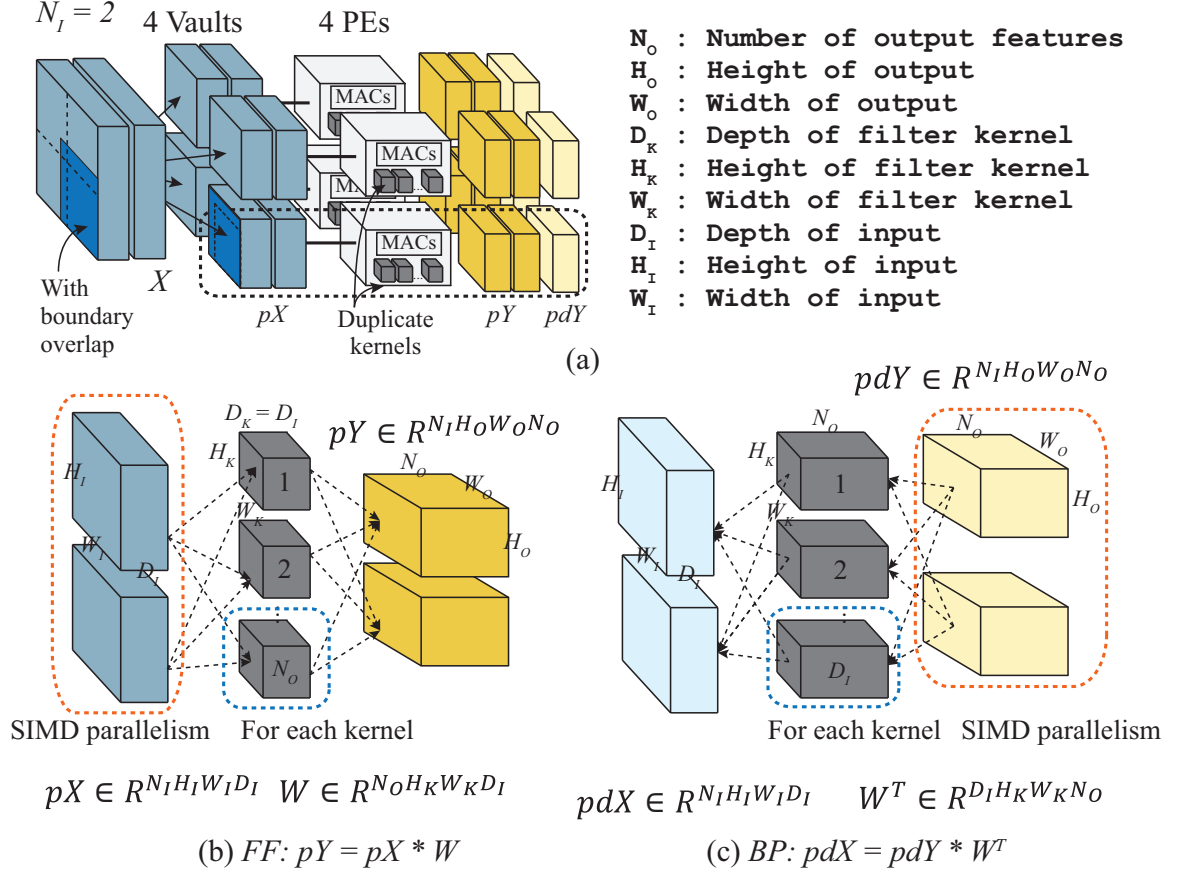 N_I = 2
4 Vaults
4 PEs
MACs
MACs
MA
MACs
With
boundary
overlap
X
pX
Duplicate
kernels
pY
pdY
N_O : Number of output features
H_O : Height of output
W_O : Width of output
D_K : Depth of filter kernel
H_K : Height of filter kernel
W_K : Width of filter kernel
D_I : Depth of input
H_I : Height of input
W_I : Width of input
(a)
D_K = D_I
pY ∈ R^{N_I H_O W_O N_O}
H_I
W_I
D_I
H_K
W_K
1
2
N_O
N_O
W_O
H_O
SIMD parallelism
For each kernel
pX ∈ R^{N_I H_I W_I D_I}
W ∈ R^{N_O H_K W_K D_I}
(b) FF: pY = pX * W
pdY ∈ R^{N_I H_O W_O N_O}
H_I
W_I
D_I
N_O
H_K
W_K
1
2
D_I
N_O
W_O
H_O
For each kernel
SIMD parallelism
pdX ∈ R^{N_I H_I W_I D_I}
W^T ∈ R^{D_I H_K W_K N_O}
(c) BP: pdX = pdY * W^T